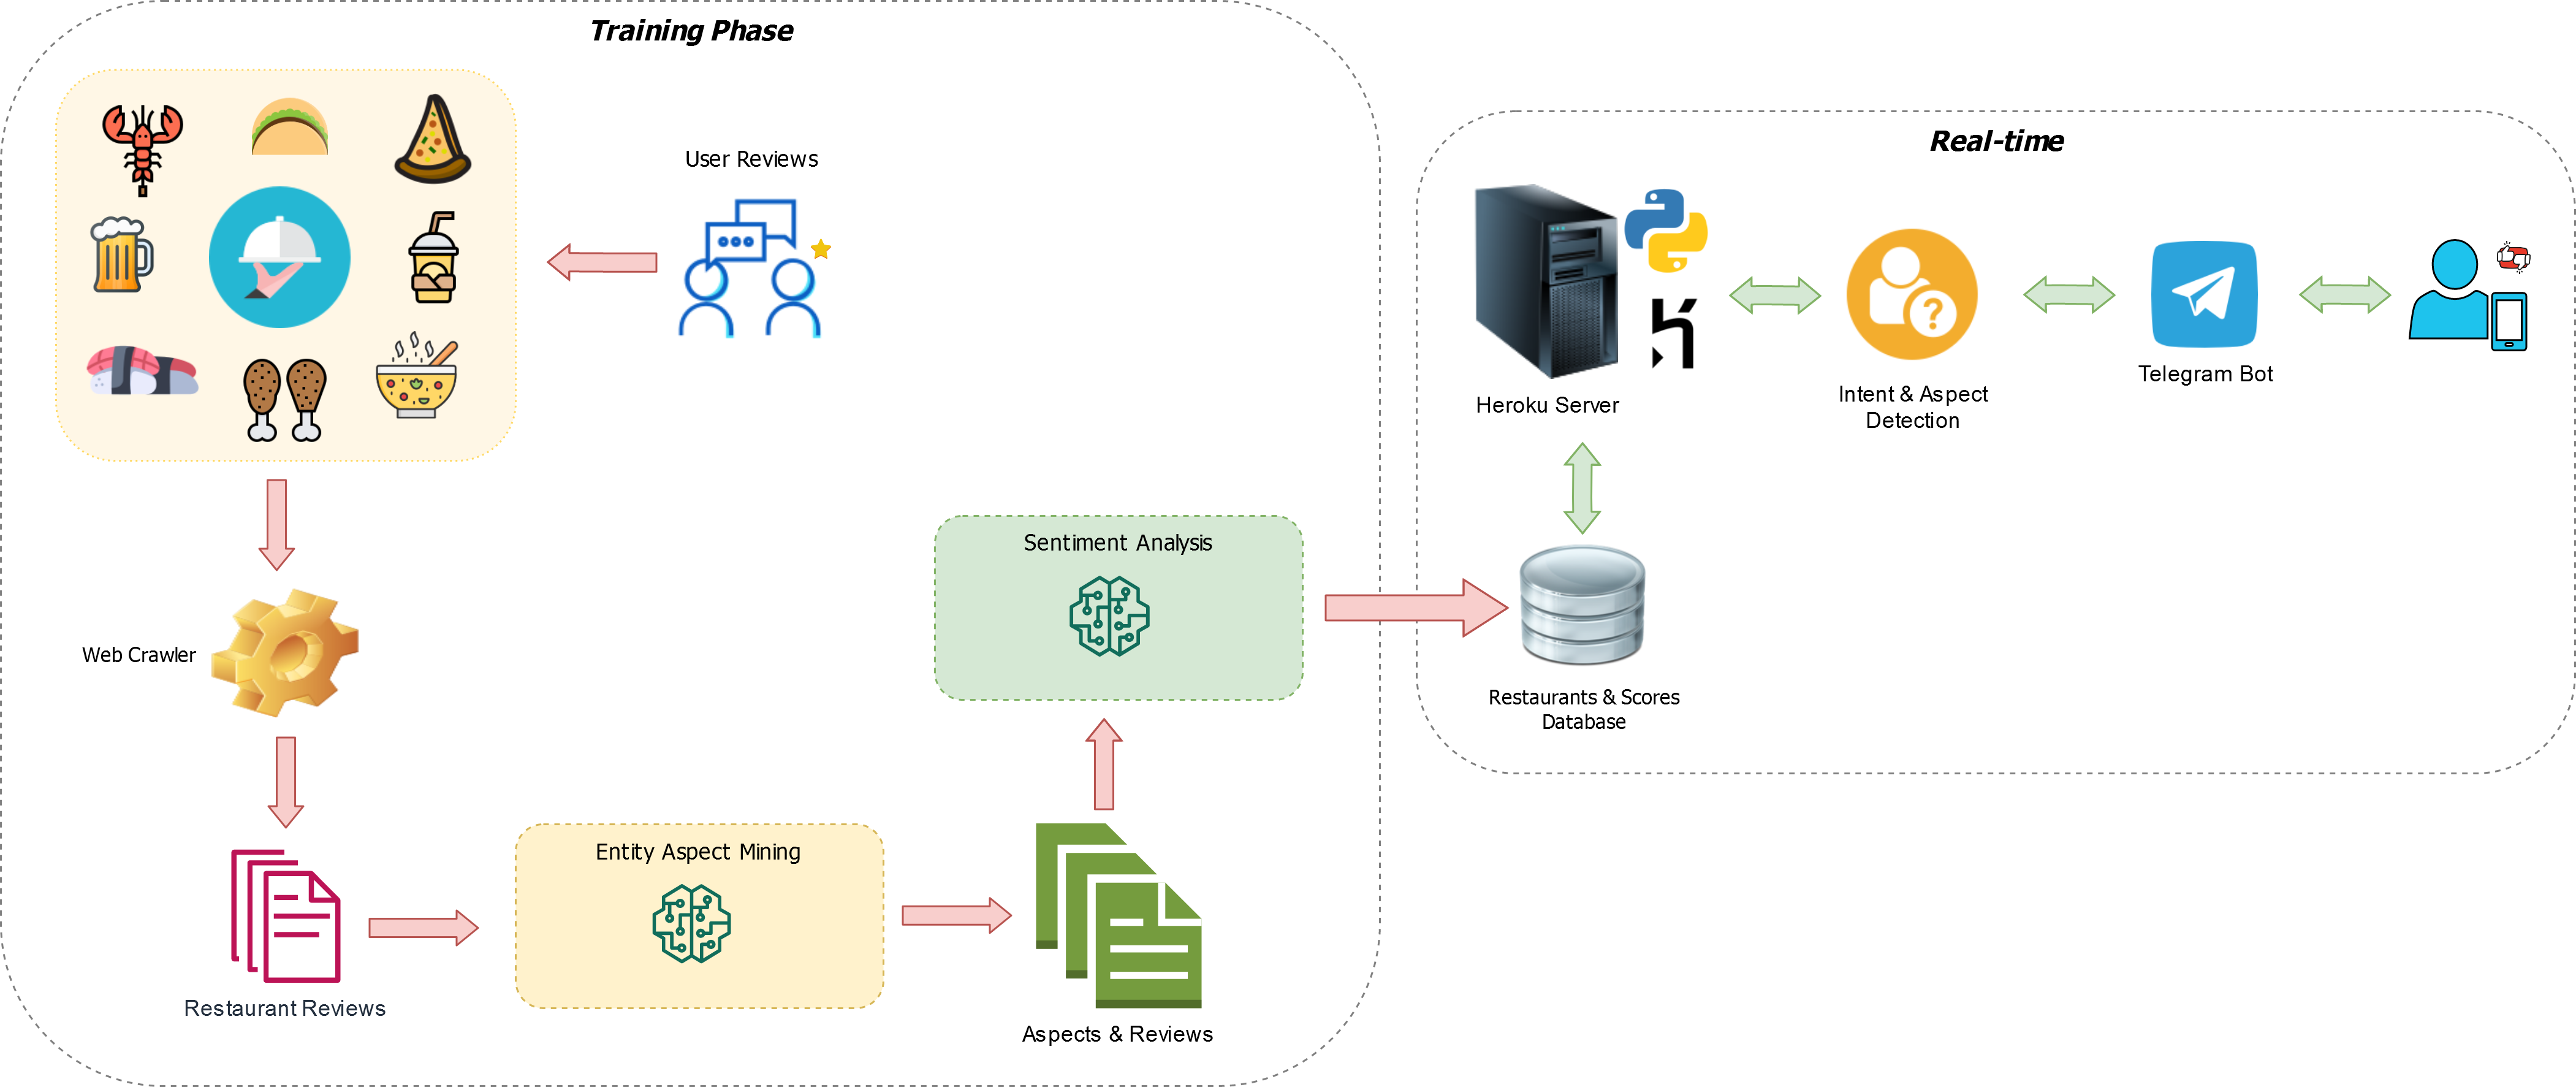 Training Phase
User Reviews
Web Crawler
Restaurant Reviews
Entity Aspect Mining
Aspects & Reviews
Sentiment Analysis
Real-time
Heroku Server
Intent & Aspect
Detection
Telegram Bot
Restaurants & Scores
Database